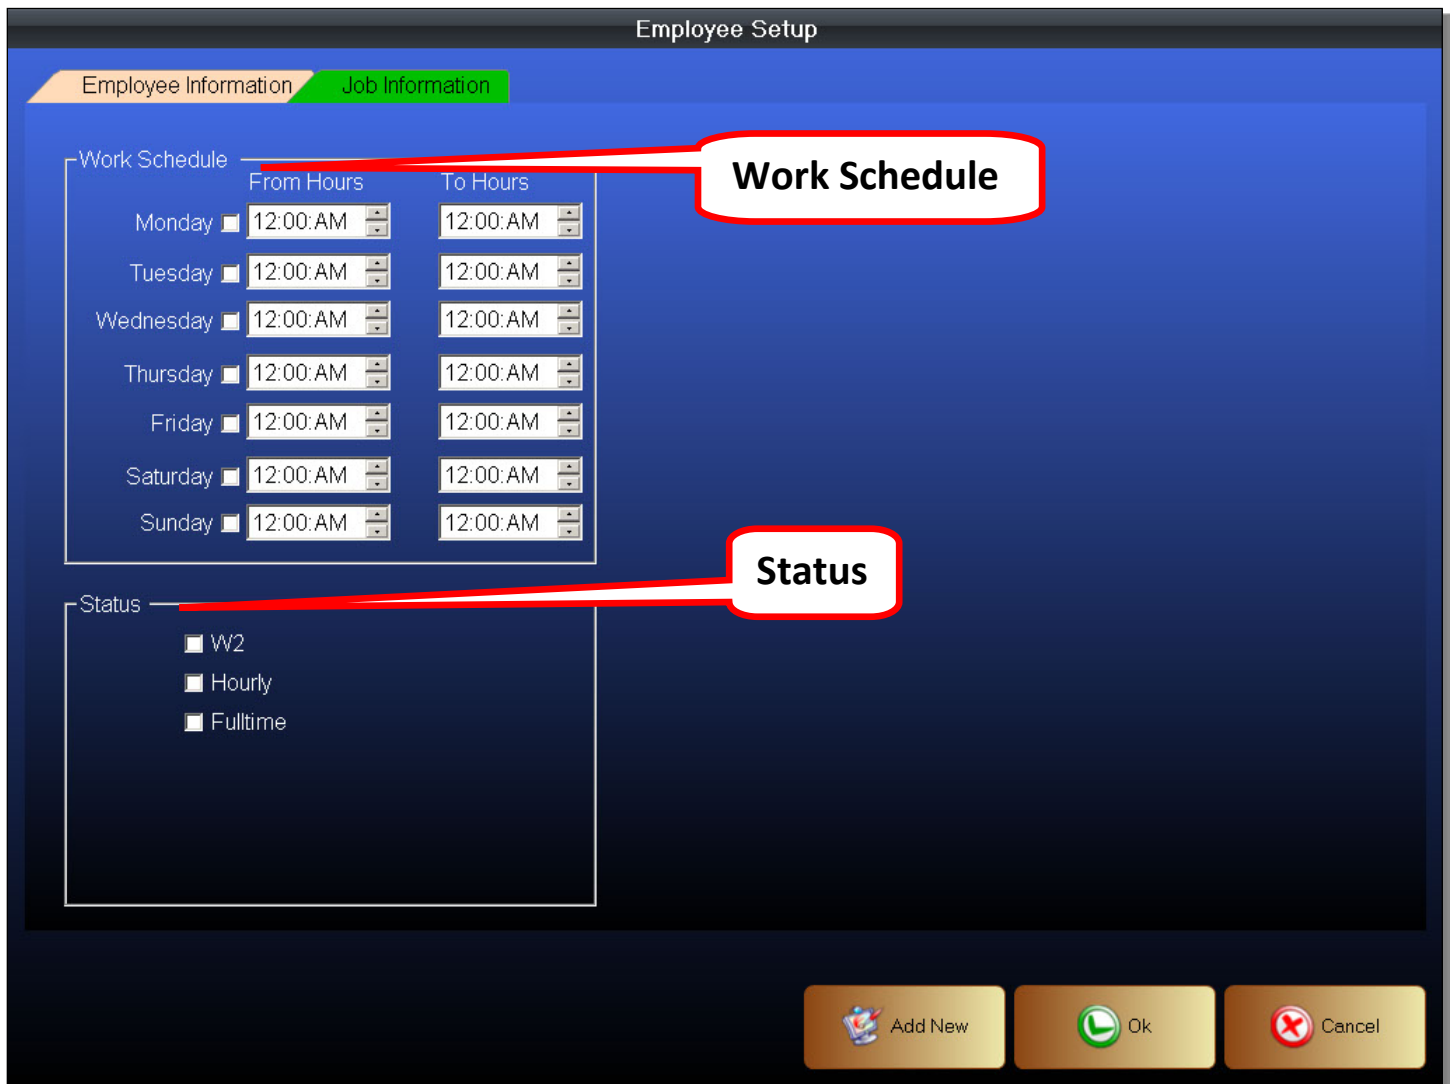 Employee Setup
Employee Information Job Information
Work Schedule
From Hours To Hours
Work Schedule
Monday 12:00:AM 12:00:AM
Tuesday 12:00:AM 12:00:AM
Wednesday 12:00:AM 12:00:AM
Thursday 12:00:AM 12:00:AM
Friday 12:00:AM 12:00:AM
Saturday 12:00:AM 12:00:AM
Sunday 12:00:AM 12:00:AM
Status
Status
W2
Hourly
Fulltime
Add New Ok Cancel